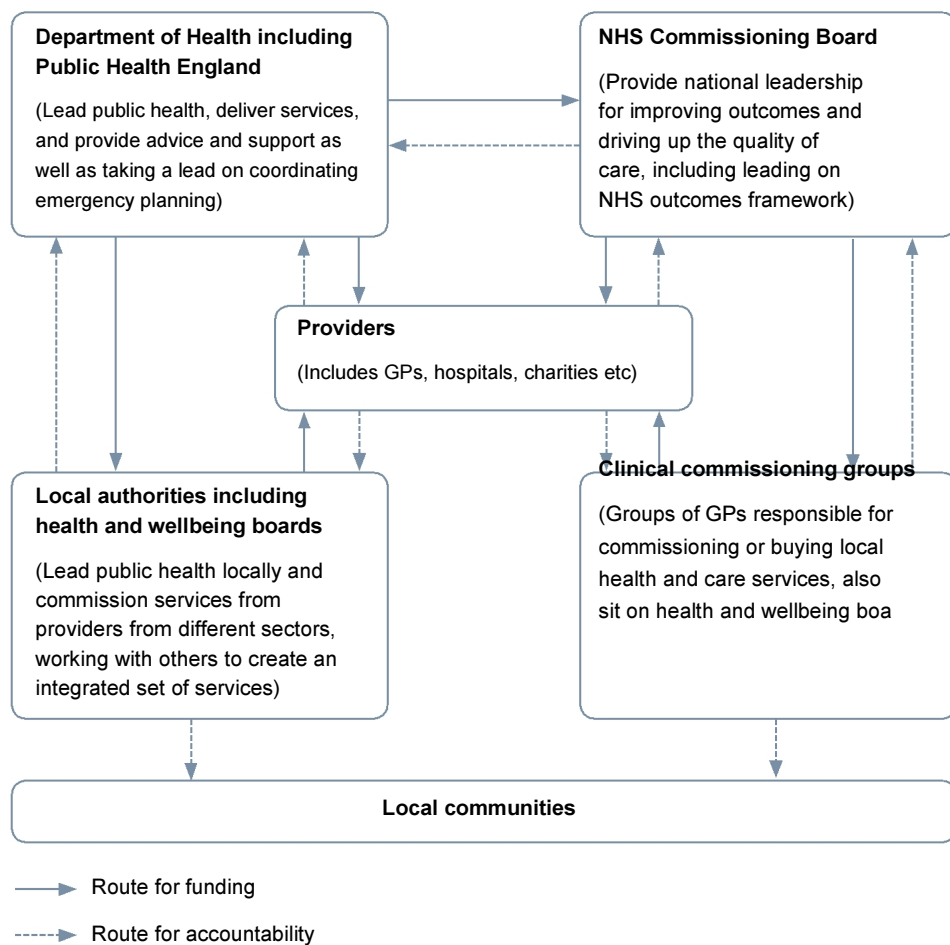 Department of Health including
Public Health England
(Lead public health, deliver services,
and provide advice and support as
well as taking a lead on coordinating
emergency planning)
NHS Commissioning Board
(Provide national leadership
for improving outcomes and
driving up the quality of
care, including leading on
NHS outcomes framework)
Providers
(Includes GPs, hospitals, charities etc)
Local authorities including
health and wellbeing boards
(Lead public health locally and
commission services from
providers from different sectors,
working with others to create an
integrated set of services)
Clinical commissioning groups
(Groups of GPs responsible for
commissioning or buying local
health and care services, also
sit on health and wellbeing boa
Local communities
Route for funding
Route for accountability